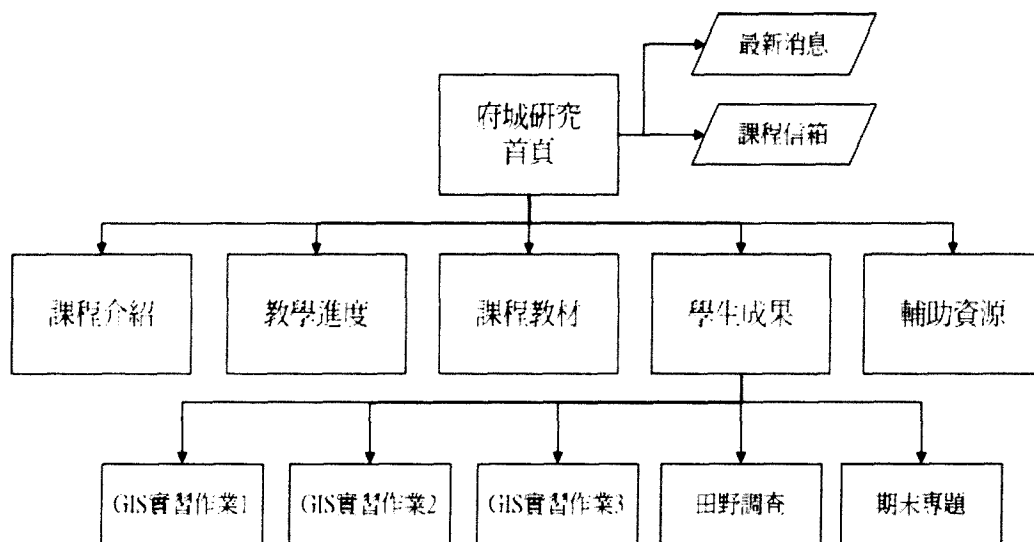 最新消息
府城研究
首頁
課程信箱
課程介紹
教學進度
課程教材
學生成果
輔助資源
GIS實習作業1
GIS實習作業2
GIS實習作業3
田野調查
期末專題